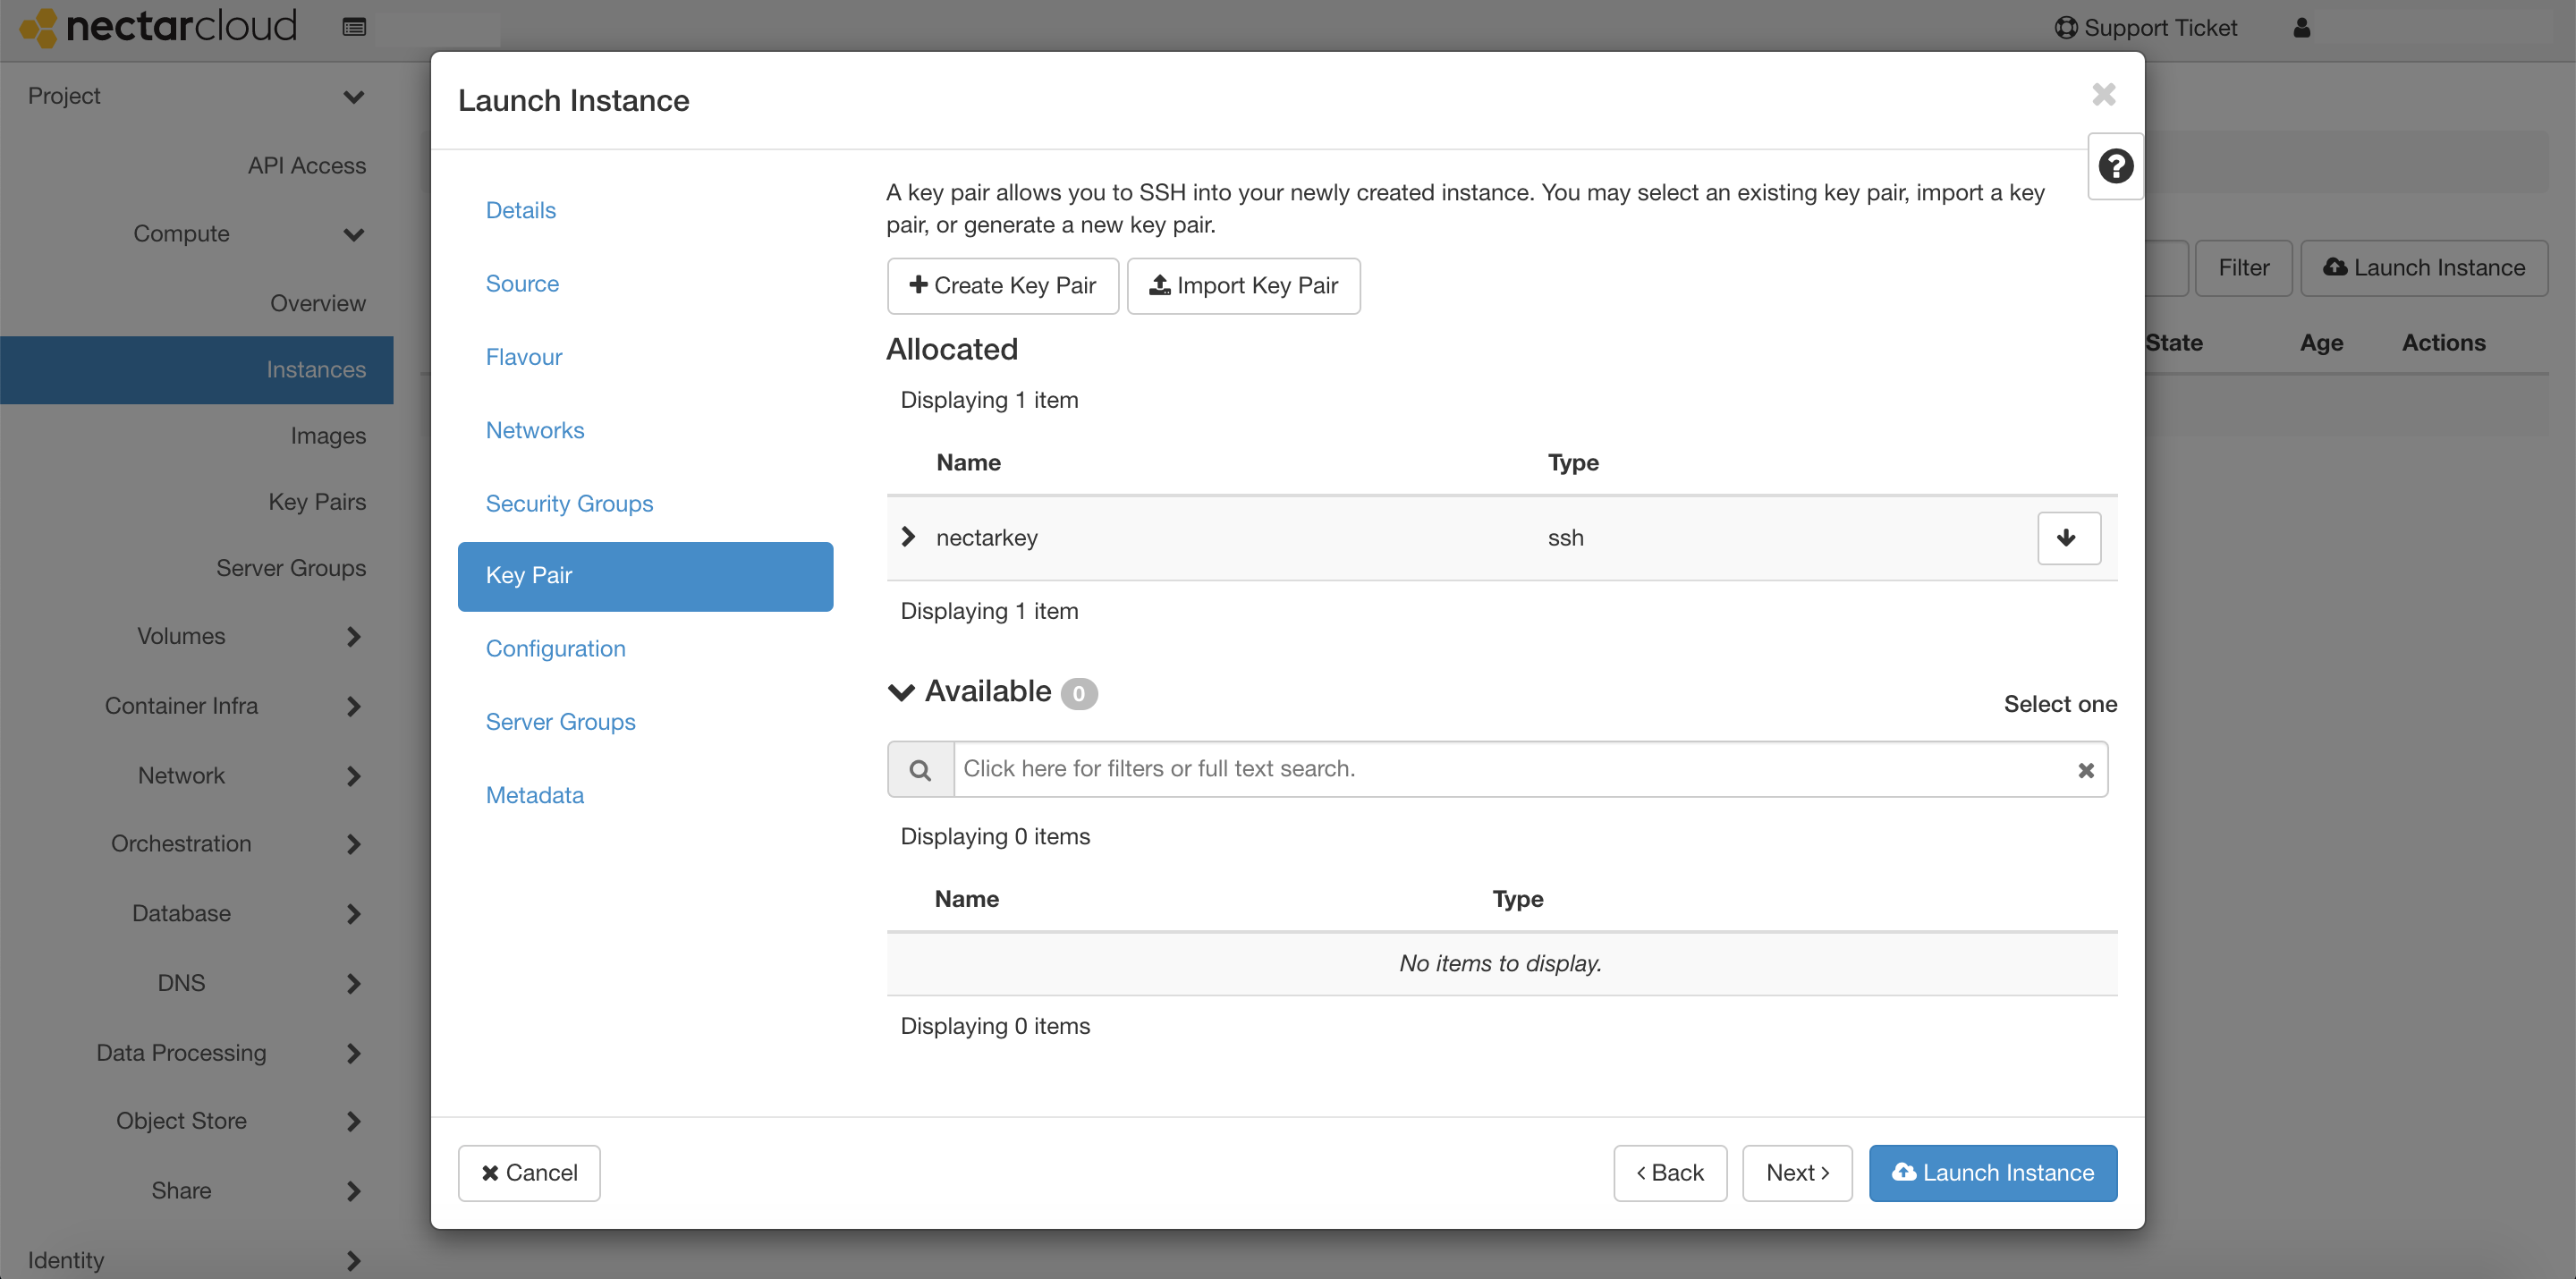 nectarcloud
Support Ticket
Project
API Access
Compute
Overview
Instances
Images
Key Pairs
Server Groups
Volumes
Container Infra
Network
Orchestration
Database
DNS
Data Processing
Object Store
Share
Identity
Filter
Launch Instance
State Age Actions
Launch Instance
Details
Source
Flavour
Networks
Security Groups
Key Pair
Configuration
Server Groups
Metadata
A key pair allows you to SSH into your newly created instance. You may select an existing key pair, import a key
pair, or generate a new key pair.
Create Key Pair
Import Key Pair
Allocated
Displaying 1 item
Name Type
nectarkey ssh
Displaying 1 item
Available 0
Select one
Click here for filters or full text search.
Displaying 0 items
Name Type
No items to display.
Displaying 0 items
Cancel
< Back
Next >
Launch Instance